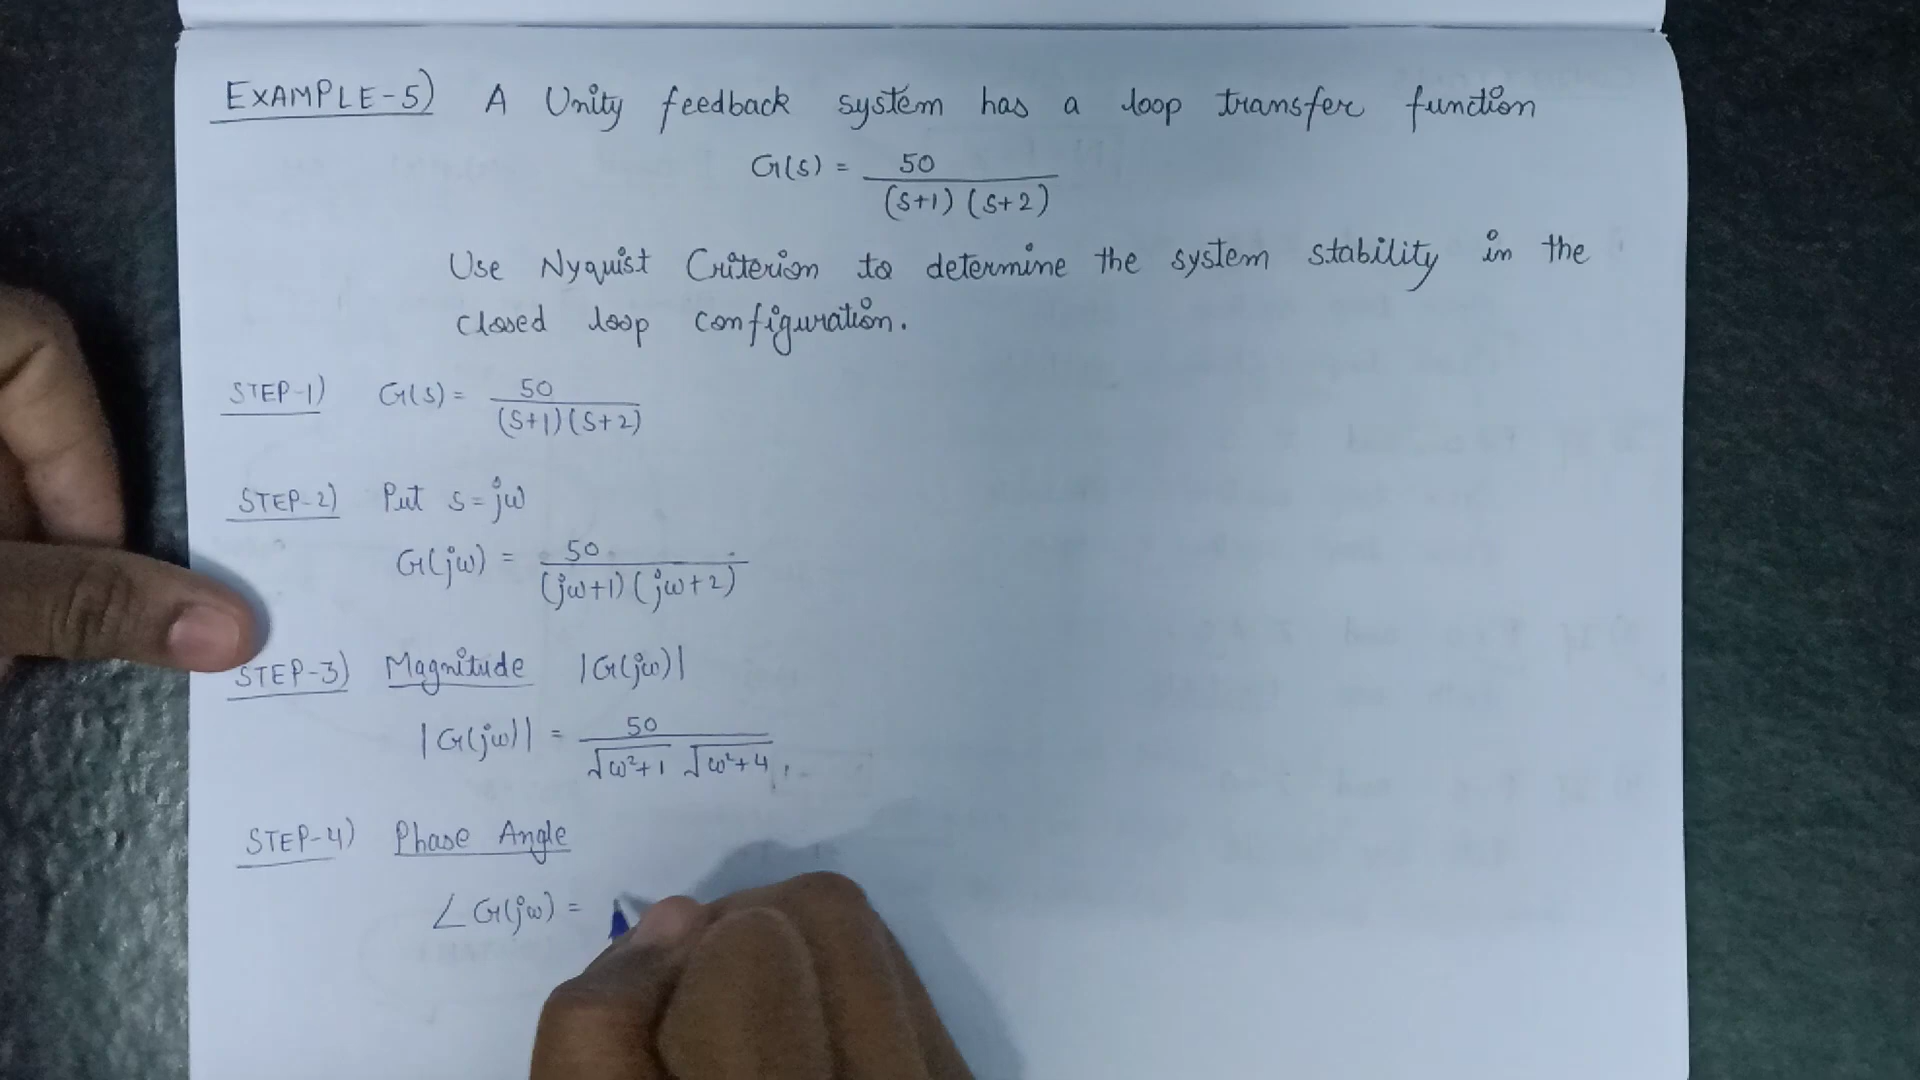 EXAMPLE-5) A Unity feedback system has a loop transfer function
G(s) = 50 / (s+1) (s+2)
Use Nyquist Criterion to determine the system stability in the
closed loop configuration.
STEP-1) G(s) = 50 / (s+1)(s+2)
STEP-2) Put s=jω
G(jω) = 50 / (jω+1)(jω+2)
STEP-3) Magnitude |G(jω)|
|G(jω)| = 50 / √ω²+1 √ω²+4
STEP-4) Phase Angle
∠G(jω) =